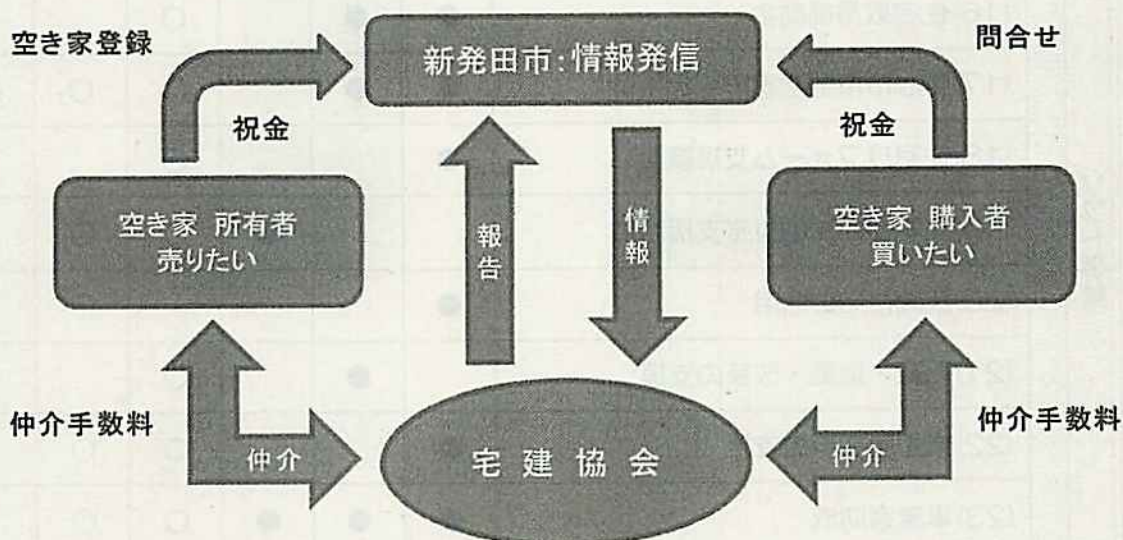 空き家登録
新発田市：情報発信
問合せ
祝金
祝金
空き家 所有者
売りたい
報告
情報
空き家 購入者
買いたい
仲介手数料
仲介
宅建協会
仲介
仲介手数料